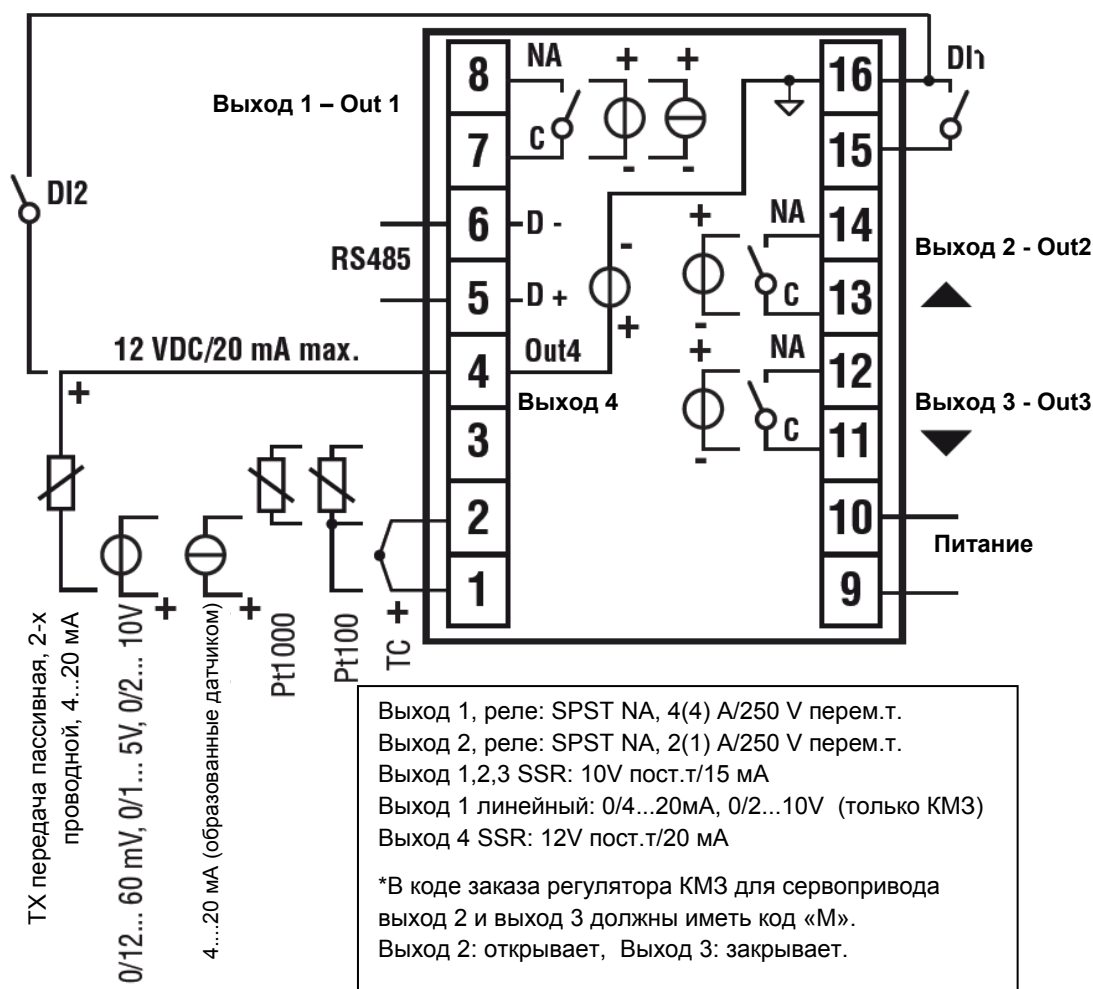 8 NA + + 16 DI1
Выход 1 – Out 1
7 C - - 15
DI2
6 D - - + NA 14
RS485
Выход 2 - Out2
5 D + + - C 13
12 VDC/20 mA max.
4 Out4 + NA 12
+
Выход 4
Выход 3 - Out3
3 - C 11
2 10
Питание
1 9
+ + +
TX передача пассивная, 2-х
проводной, 4...20 мА
0/12... 60 mV, 0/1... 5V, 0/2... 10V
4....20 мА (образованные датчиком)
Pt1000
Pt100
TC
Выход 1, реле: SPST NA, 4(4) A/250 V перем.т.
Выход 2, реле: SPST NA, 2(1) A/250 V перем.т.
Выход 1,2,3 SSR: 10V пост.т/15 мА
Выход 1 линейный: 0/4...20мА, 0/2...10V (только КМ3)
Выход 4 SSR: 12V пост.т/20 мА
*В коде заказа регулятора КМ3 для сервопривода
выход 2 и выход 3 должны иметь код «М».
Выход 2: открывает, Выход 3: закрывает.